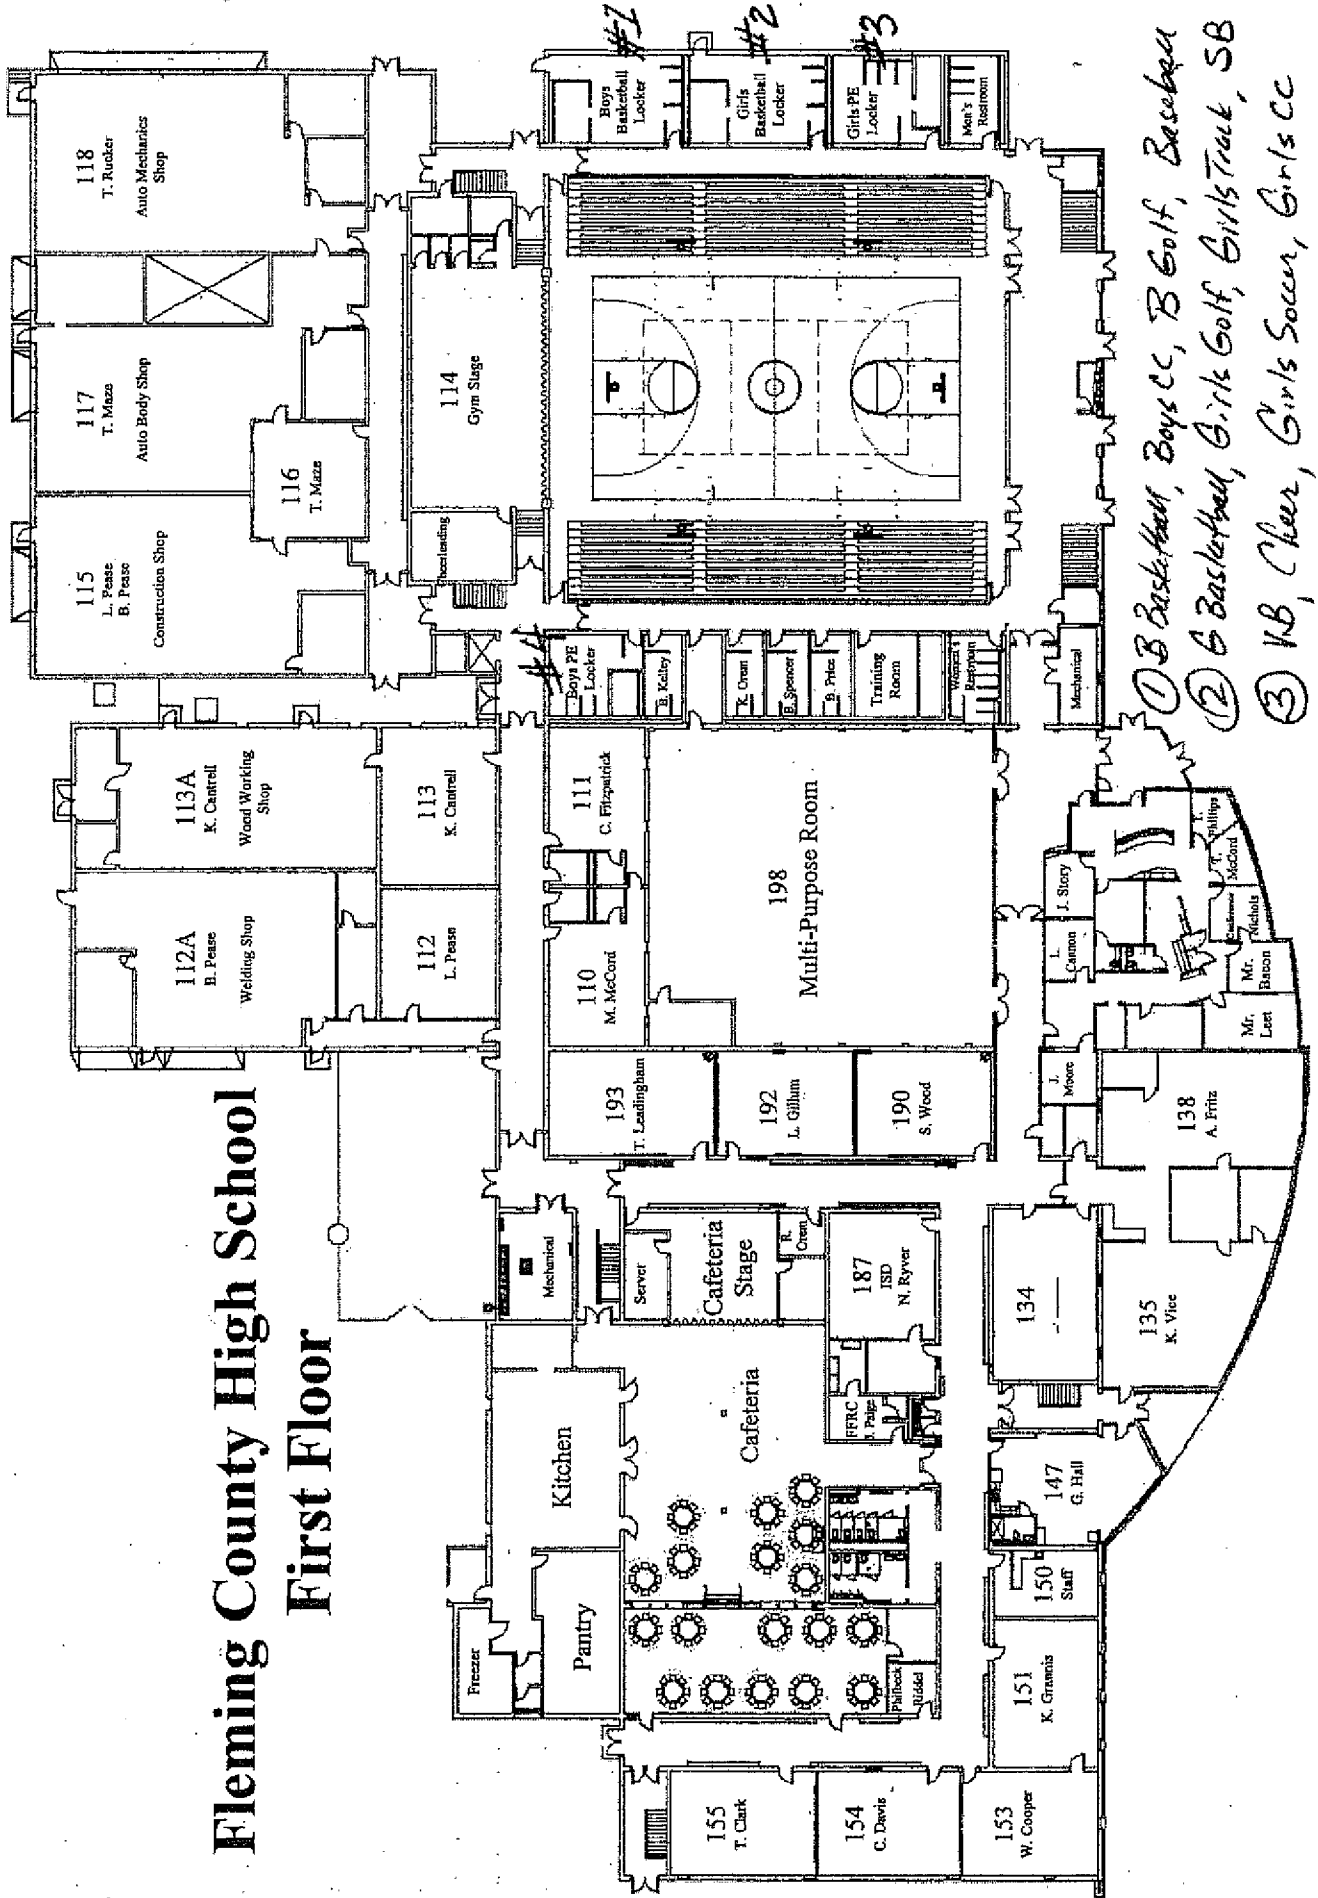 Fleming County High School
First Floor
118
T. Rucker
Auto Mechanics
Shop
117
T. Maze
Auto Body Shop
116
T. Maze
115
L. Pease
B. Pease
Construction Shop
114
Gym Stage
Cheerleading
#1
Boys
Basketball
Locker
#2
Girls
Basketball
Locker
#3
Girls PE
Locker
Men's
Restroom
#4
Boys PE
Locker
B. Kelley
K. Crum
B. Spencer
B. Price
Training
Room
Women's
Restroom
Mechanical
113A
K. Cantrell
Wood Working
Shop
113
K. Cantrell
112A
B. Pease
Welding Shop
112
L. Pease
111
C. Fitzpatrick
110
M. McCord
198
Multi-Purpose Room
193
T. Leadingham
192
L. Gillum
190
S. Wood
J. Story
L.
Cannon
J.
Moore
T.
Phillips
T.
McCord
Conference
Nichols
Mr.
Bacon
Mr.
Leet
138
A. Fritz
Mechanical
Server
Cafeteria
Stage
R.
Crem
187
ISD
N. Ryver
134
135
K. Vice
Kitchen
Cafeteria
FFRC
J. Paige
147
G. Hall
150
Staff
151
K. Grannis
Freezer
Pantry
Philbeck
Riddel
155
T. Clark
154
C. Davis
153
W. Cooper
① B Basketball, Boys CC, B Golf, Baseball
② G Basketball, Girls Golf, Girls Track, SB
③ VB, Cheer, Girls Soccer, Girls CC